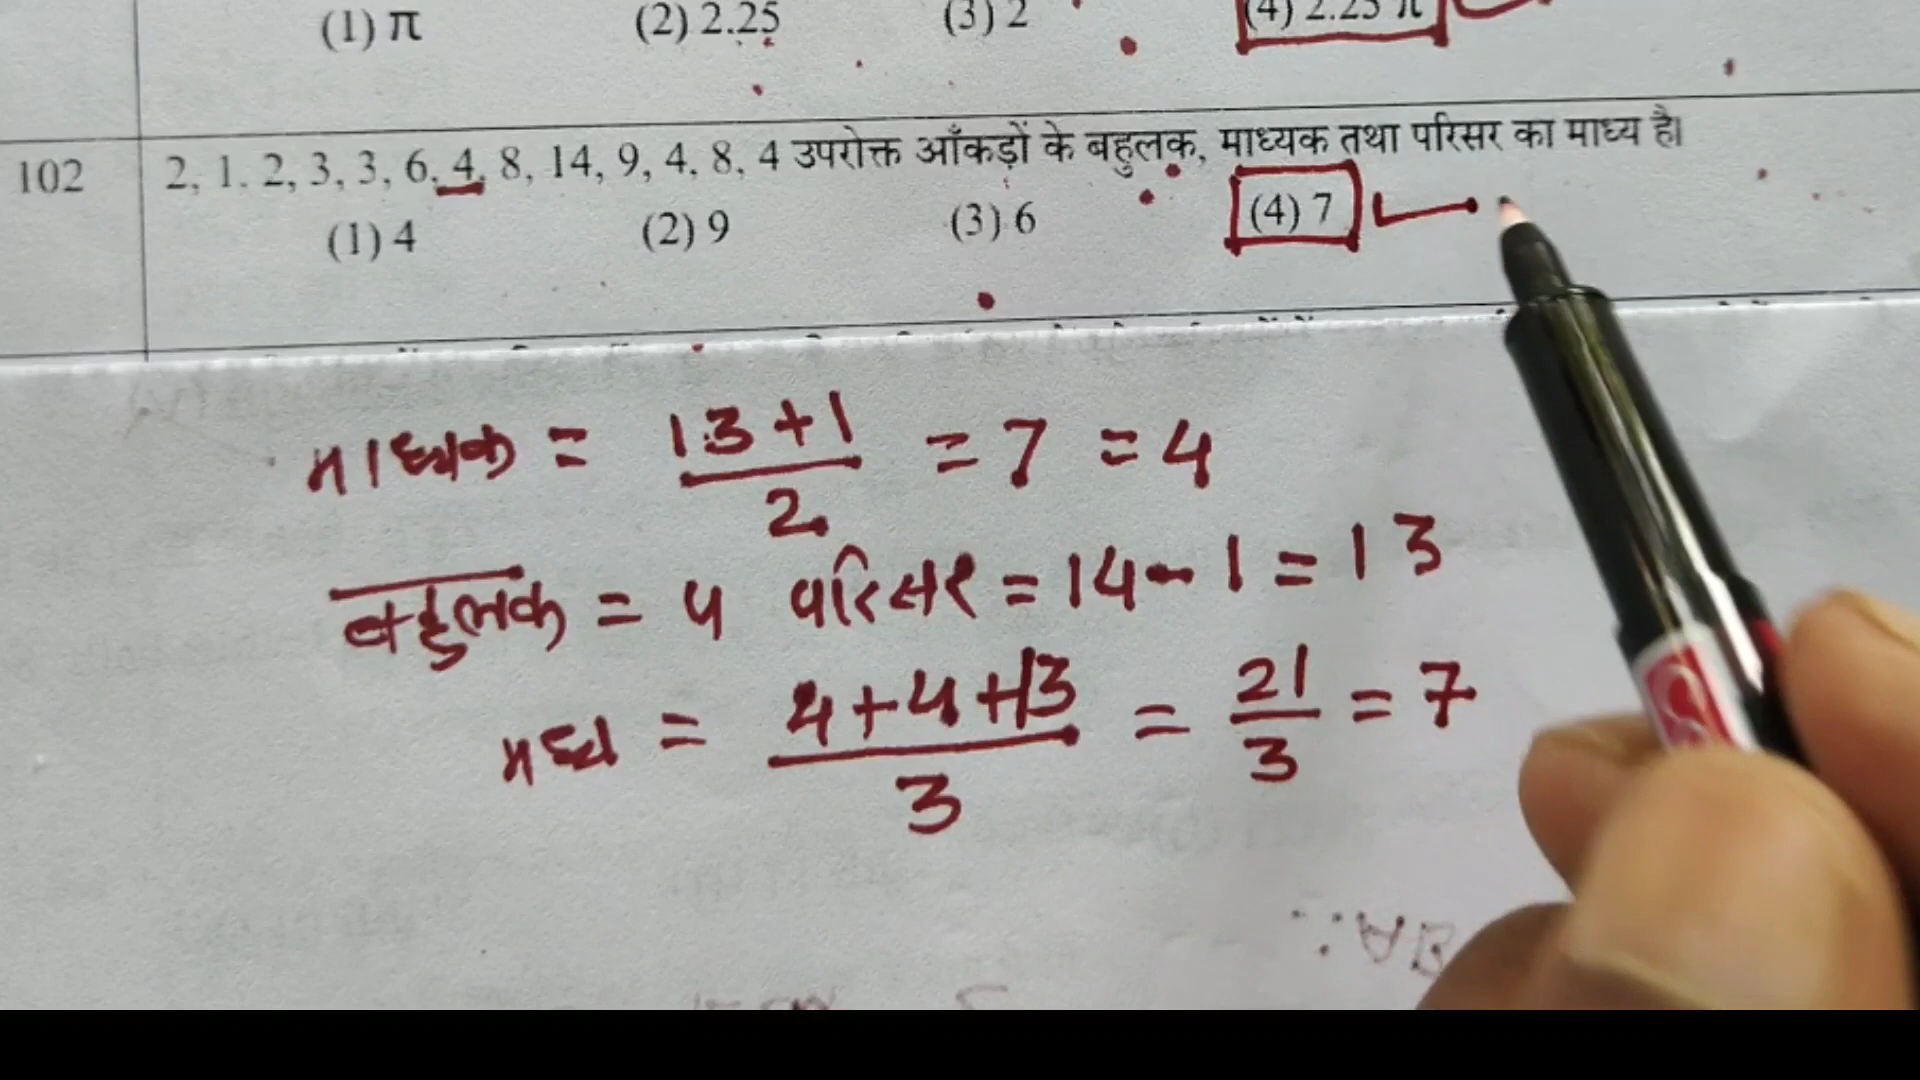 (1) π (2) 2.25 (3) 2 (4) 2.25 π
102 2, 1. 2, 3, 3, 6, 4, 8, 14, 9, 4, 8, 4 उपरोक्त आँकड़ों के बहुलक, माध्यक तथा परिसर का माध्य है।
(1) 4 (2) 9 (3) 6 (4) 7
माध्यक = 13+1/2 = 7 = 4
बहुलक = 4 परिसर = 14 - 1 = 13
मध्य = 4+4+13/3 = 21/3 = 7